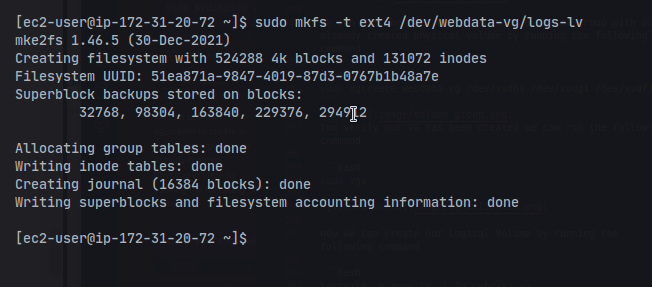 [ec2-user@ip-172-31-20-72 ~]$ sudo mkfs -t ext4 /dev/webdata-vg/logs-lv
mke2fs 1.46.5 (30-Dec-2021)
Creating filesystem with 524288 4k blocks and 131072 inodes
Filesystem UUID: 51ea871a-9847-4019-87d3-0767b1b48a7e
Superblock backups stored on blocks:
32768, 98304, 163840, 229376, 294912
Allocating group tables: done
Writing inode tables: done
Creating journal (16384 blocks): done
Writing superblocks and filesystem accounting information: done
[ec2-user@ip-172-31-20-72 ~]$